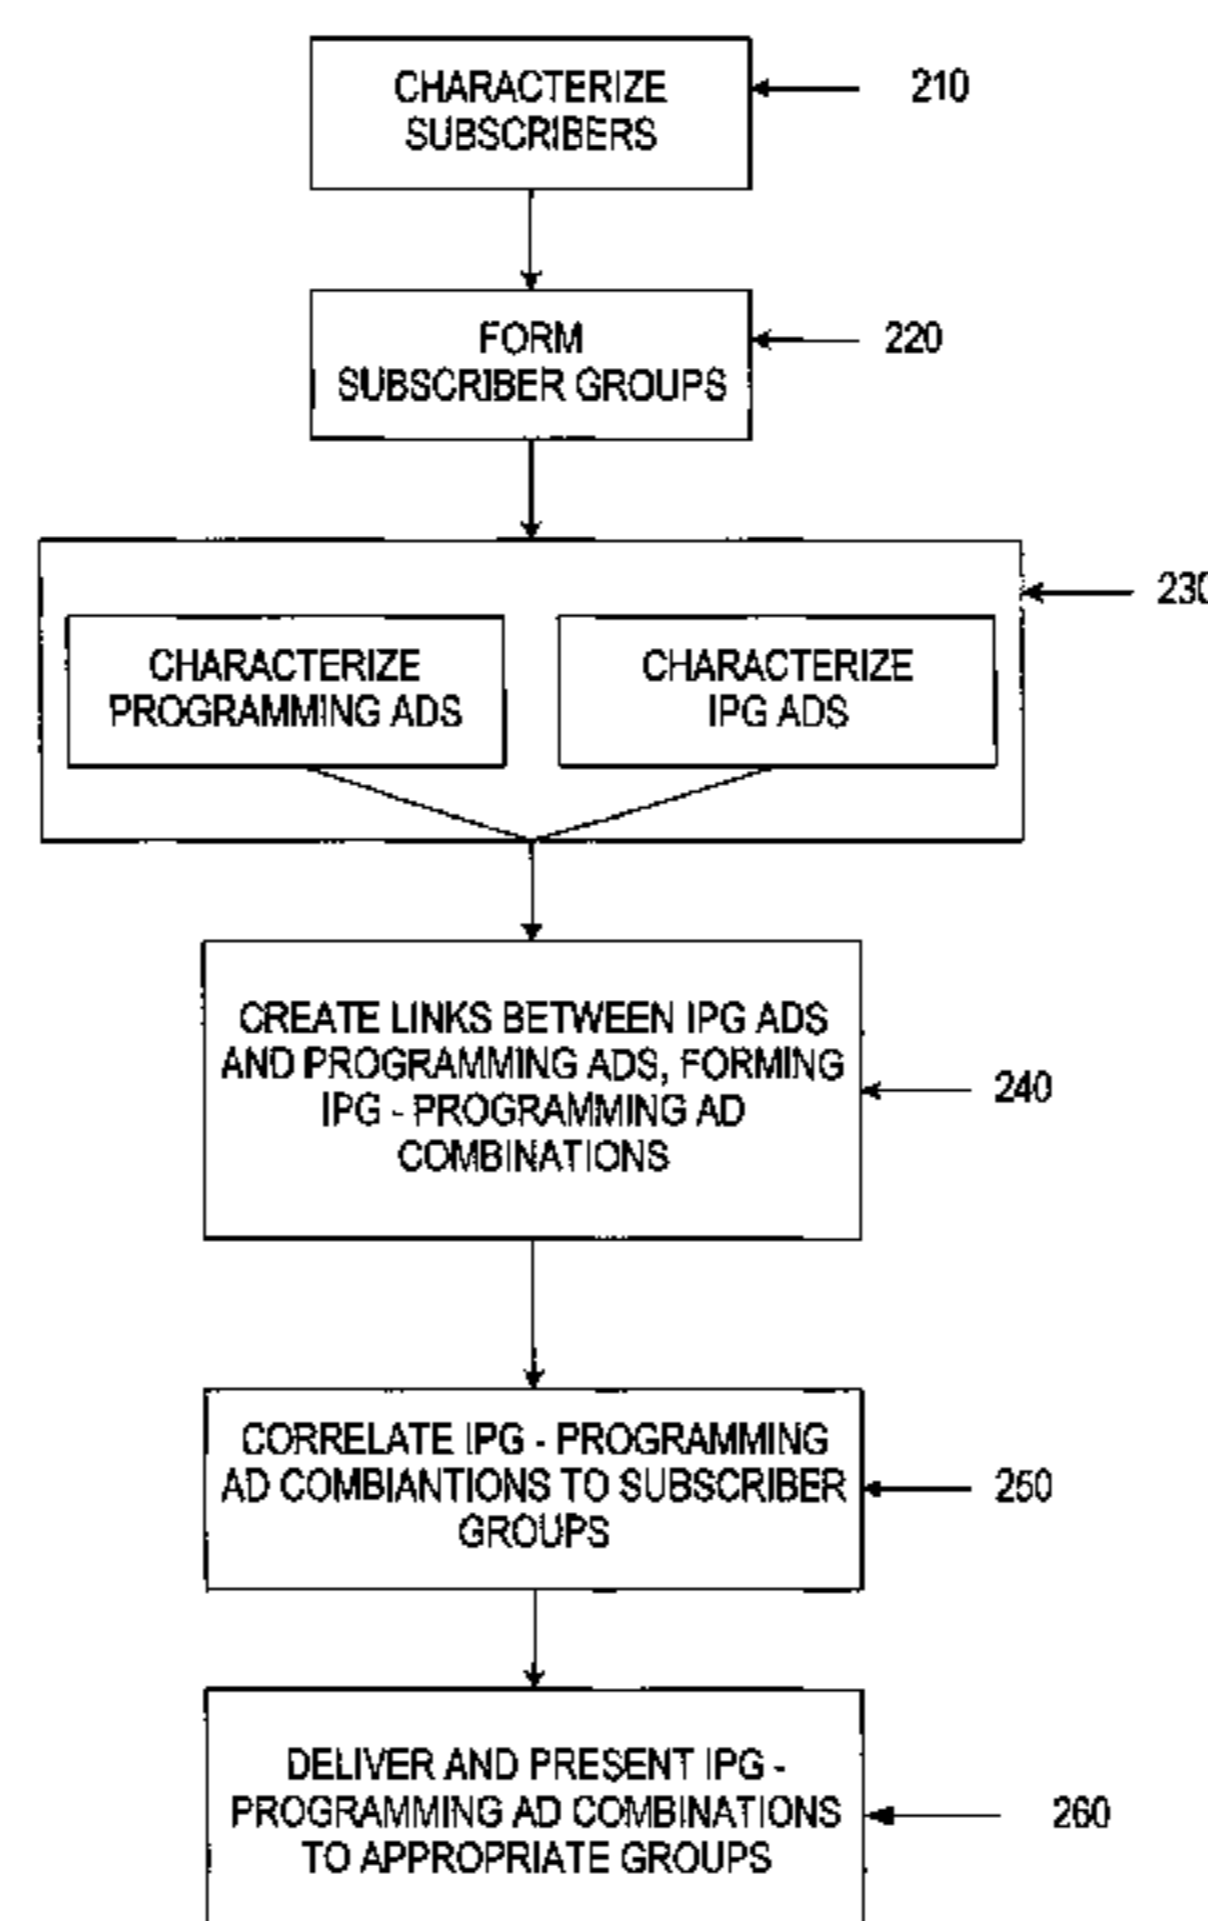 CHARACTERIZE
SUBSCRIBERS
210
FORM
SUBSCRIBER GROUPS
220
230
CHARACTERIZE
PROGRAMMING ADS
CHARACTERIZE
IPG ADS
CREATE LINKS BETWEEN IPG ADS
AND PROGRAMMING ADS, FORMING
IPG - PROGRAMMING AD
COMBINATIONS
240
CORRELATE IPG - PROGRAMMING
AD COMBIANTIONS TO SUBSCRIBER
GROUPS
250
DELIVER AND PRESENT IPG -
PROGRAMMING AD COMBINATIONS
TO APPROPRIATE GROUPS
260